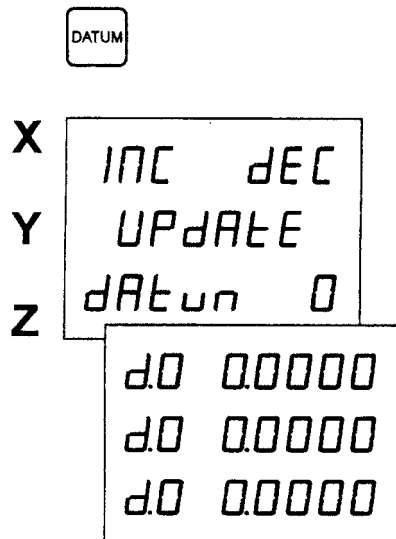 DATUM
X INC dEC
Y UPdAtE
Z dAtun 0
d.0 0.0000
d.0 0.0000
d.0 0.0000